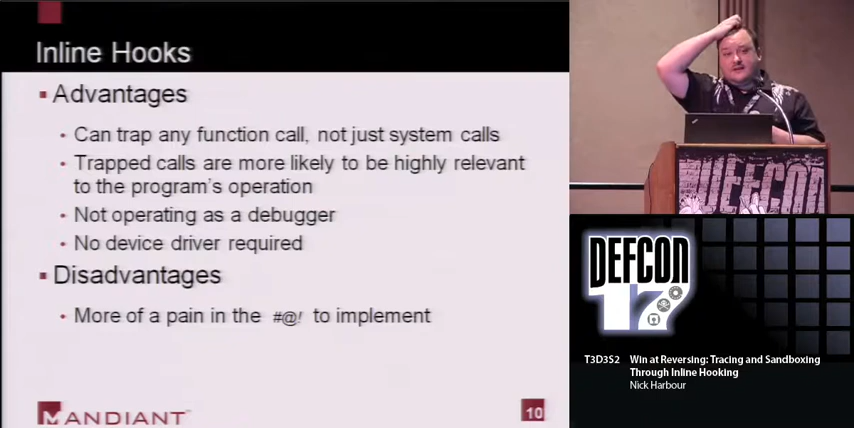 Inline Hooks
Advantages
Can trap any function call, not just system calls
Trapped calls are more likely to be highly relevant
to the program's operation
Not operating as a debugger
No device driver required
Disadvantages
More of a pain in the #@! to implement
MANDIANT
10
DEFCON
DEFCON
17
T3D3S2 Win at Reversing: Tracing and Sandboxing
Through Inline Hooking
Nick Harbour